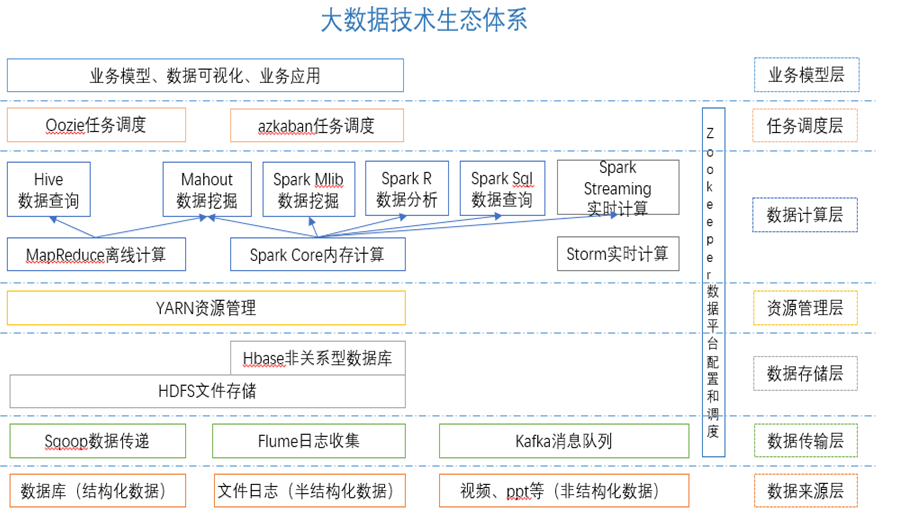 大数据技术生态体系
业务模型、数据可视化、业务应用
业务模型层
Oozie任务调度
azkaban任务调度
任务调度层
Hive
数据查询
Mahout
数据挖掘
Spark Mlib
数据挖掘
Spark R
数据分析
Spark Sql
数据查询
Spark
Streaming
实时计算
数据计算层
MapReduce离线计算
Spark Core内存计算
Storm实时计算
Zookeeper数据平台配置和调度
YARN资源管理
资源管理层
Hbase非关系型数据库
HDFS文件存储
数据存储层
Sqoop数据传递
Flume日志收集
Kafka消息队列
数据传输层
数据库（结构化数据）
文件日志（半结构化数据）
视频、ppt等（非结构化数据）
数据来源层